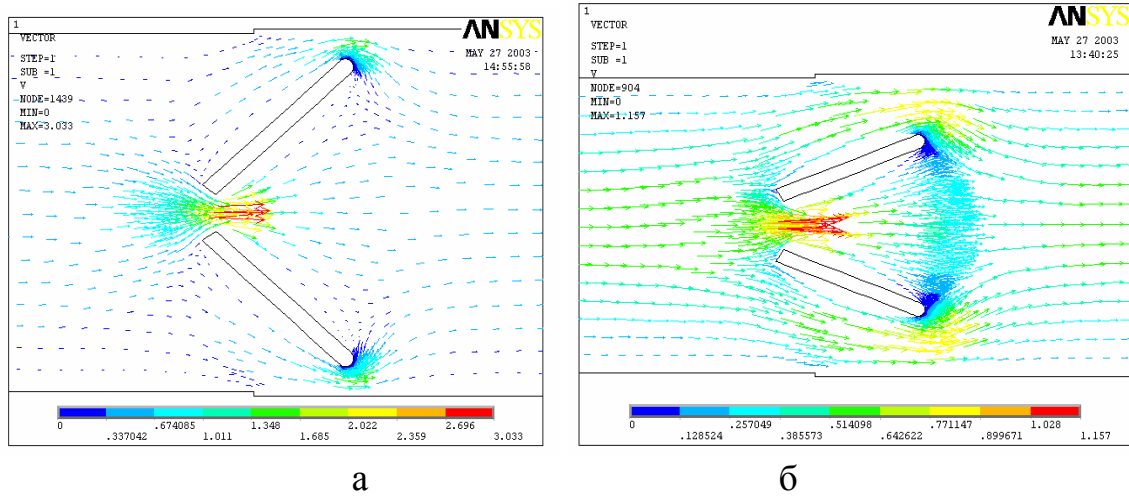 1
VECTOR
STEP=1
SUB =1
V
NODE=1439
MIN=0
MAX=3.033
ANSYS
MAY 27 2003
14:55:58
0 .674085 1.348 2.022 2.696
.337042 1.011 1.685 2.359 3.033
а
1
VECTOR
STEP=1
SUB =1
V
NODE=904
MIN=0
MAX=1.157
ANSYS
MAY 27 2003
13:40:25
0 .257049 .514098 .771147 1.028
.128524 .385573 .642622 .899671 1.157
б